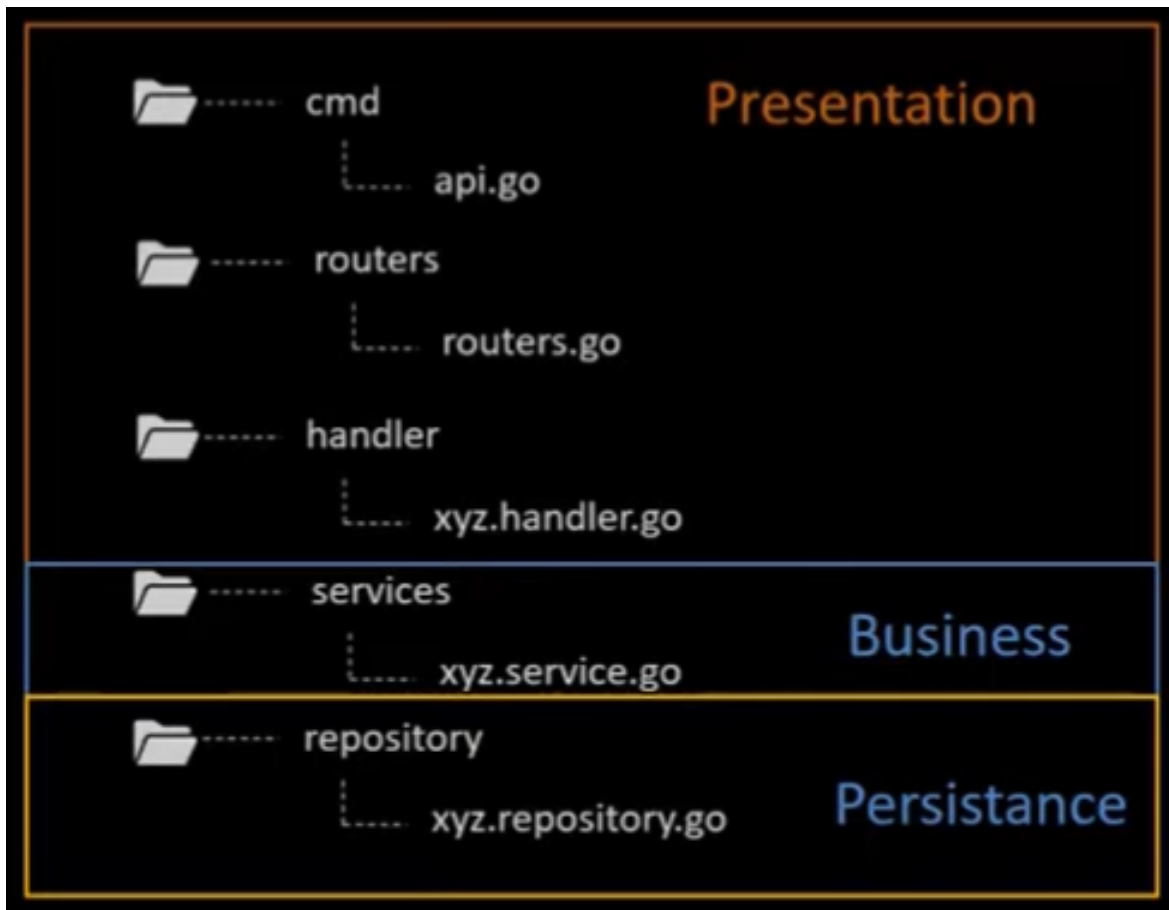 cmd
Presentation
api.go
routers
routers.go
handler
xyz.handler.go
services
Business
xyz.service.go
repository
Persistance
xyz.repository.go